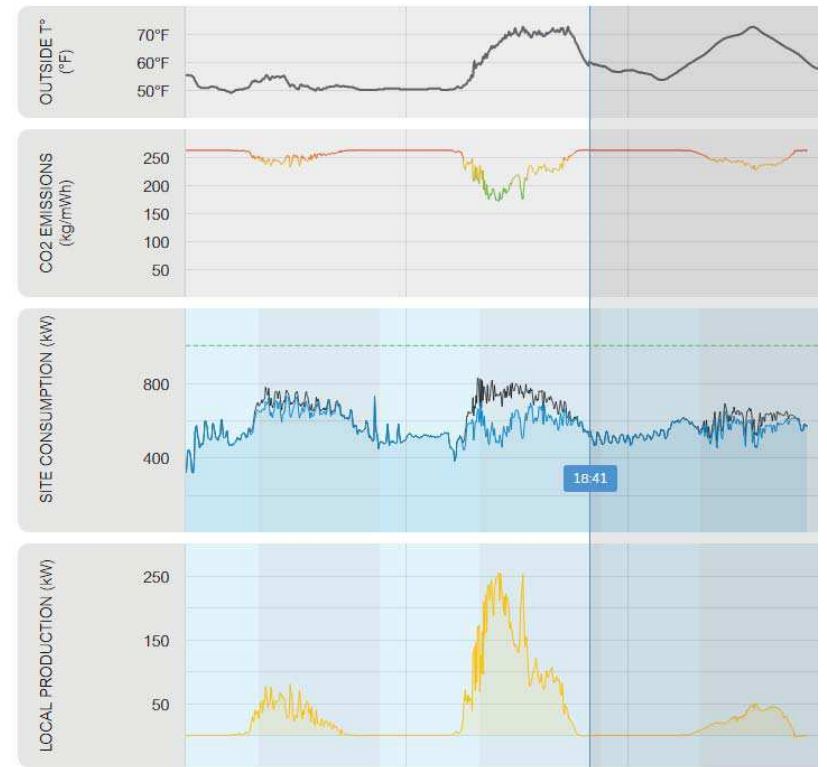 OUTSIDE T°
(°F)
70°F
60°F
50°F
CO2 EMISSIONS
(kg/mWh)
250
200
150
100
50
SITE CONSUMPTION (kW)
800
400
18:41
LOCAL PRODUCTION (kW)
250
150
50